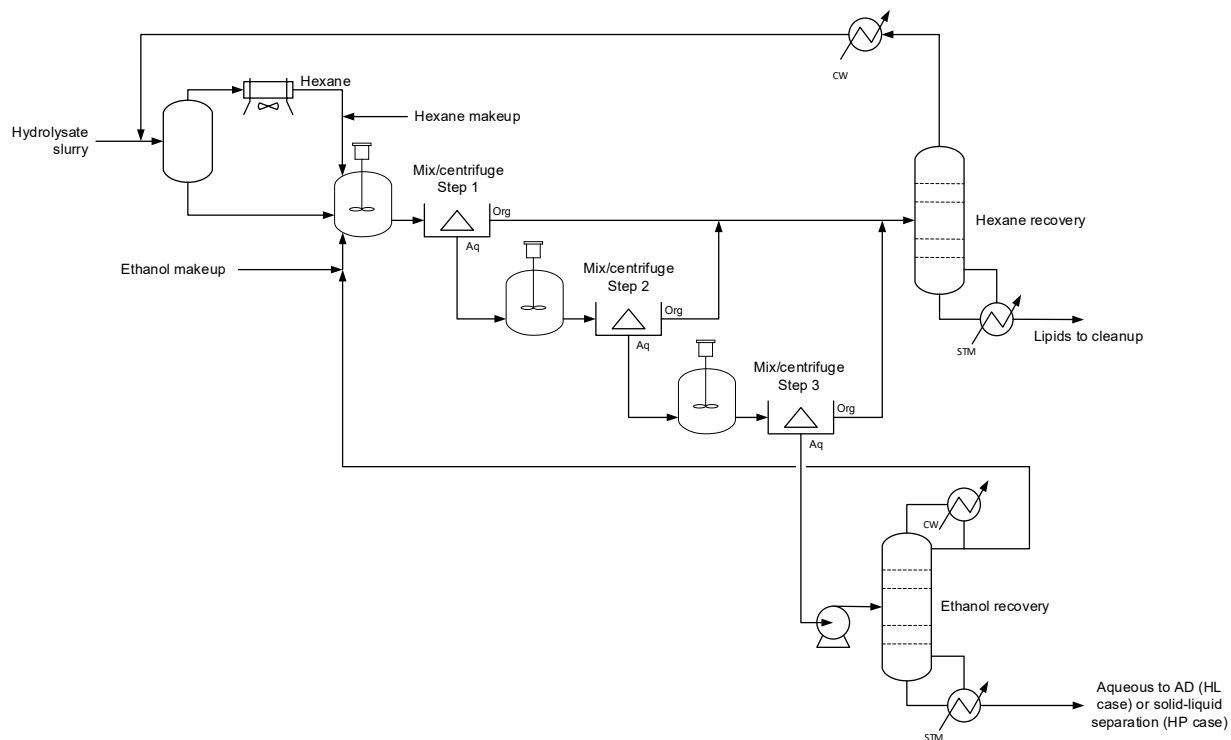 CW
Hexane
Hexane makeup
Hydrolysate
slurry
Mix/centrifuge
Step 1
Org
Aq
Hexane recovery
Ethanol makeup
Mix/centrifuge
Step 2
Org
Aq
STM
Lipids to cleanup
Mix/centrifuge
Step 3
Org
Aq
CW
Ethanol recovery
STM
Aqueous to AD (HL
case) or solid-liquid
separation (HP case)